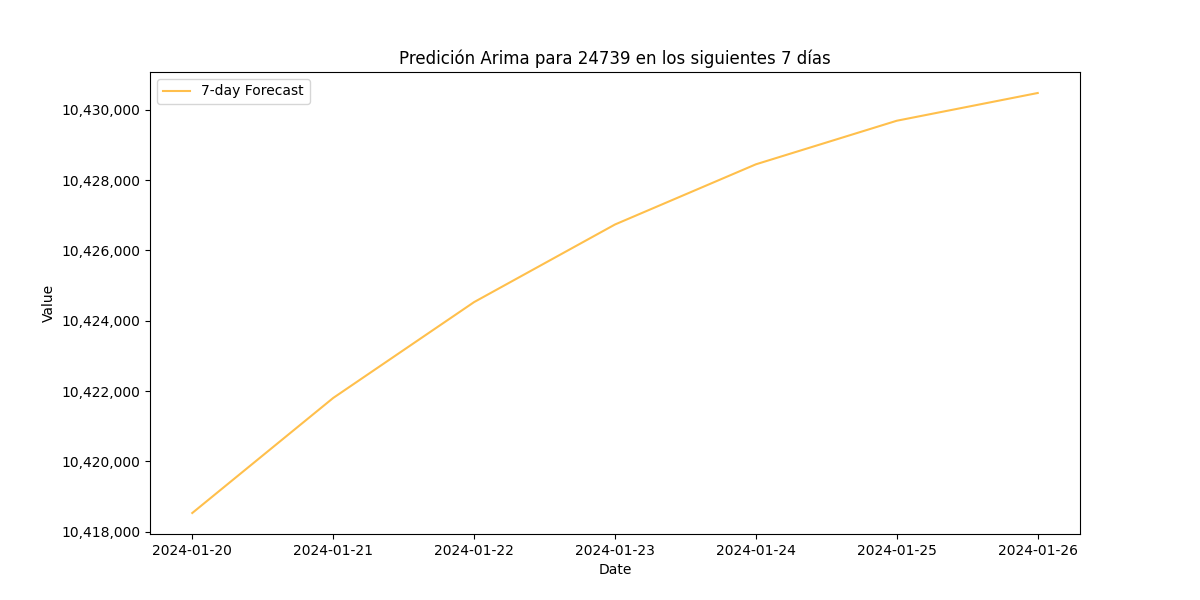 Predición Arima para 24739 en los siguientes 7 días
7-day Forecast
Value
10,430,000
10,428,000
10,426,000
10,424,000
10,422,000
10,420,000
10,418,000
2024-01-20 2024-01-21 2024-01-22 2024-01-23 2024-01-24 2024-01-25 2024-01-26
Date